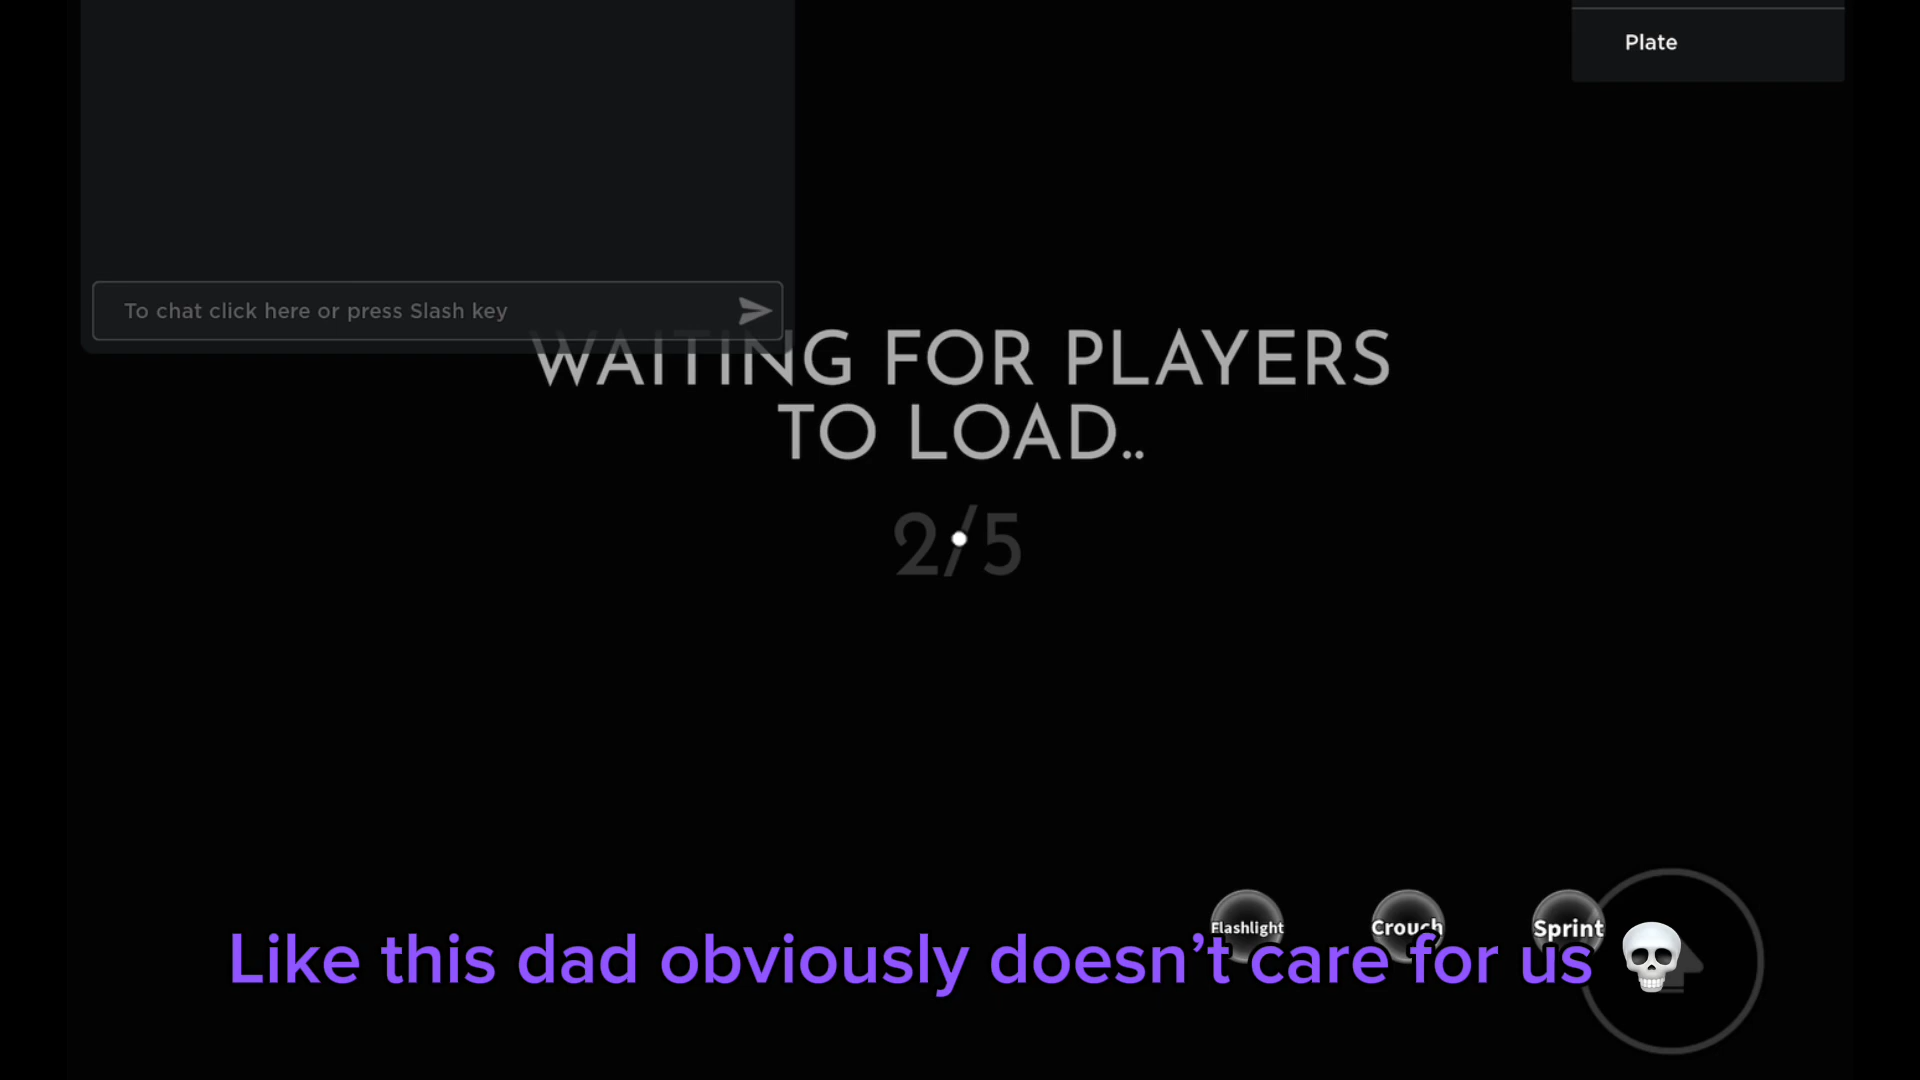 Plate
To chat click here or press Slash key
WAITING FOR PLAYERS
TO LOAD..
2/5
Flashlight
Crouch
Sprint
Like this dad obviously doesn’t care for us 💀